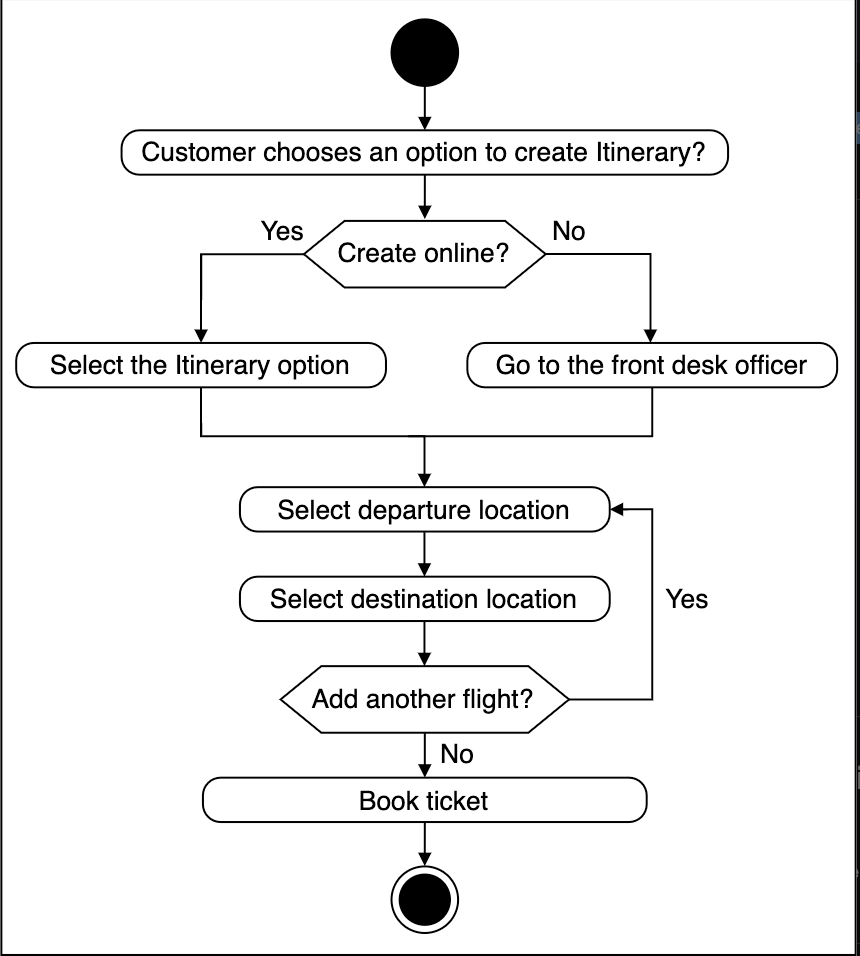 Customer chooses an option to create Itinerary?
Yes
No
Create online?
Select the Itinerary option
Go to the front desk officer
Select departure location
Select destination location
Yes
Add another flight?
No
Book ticket